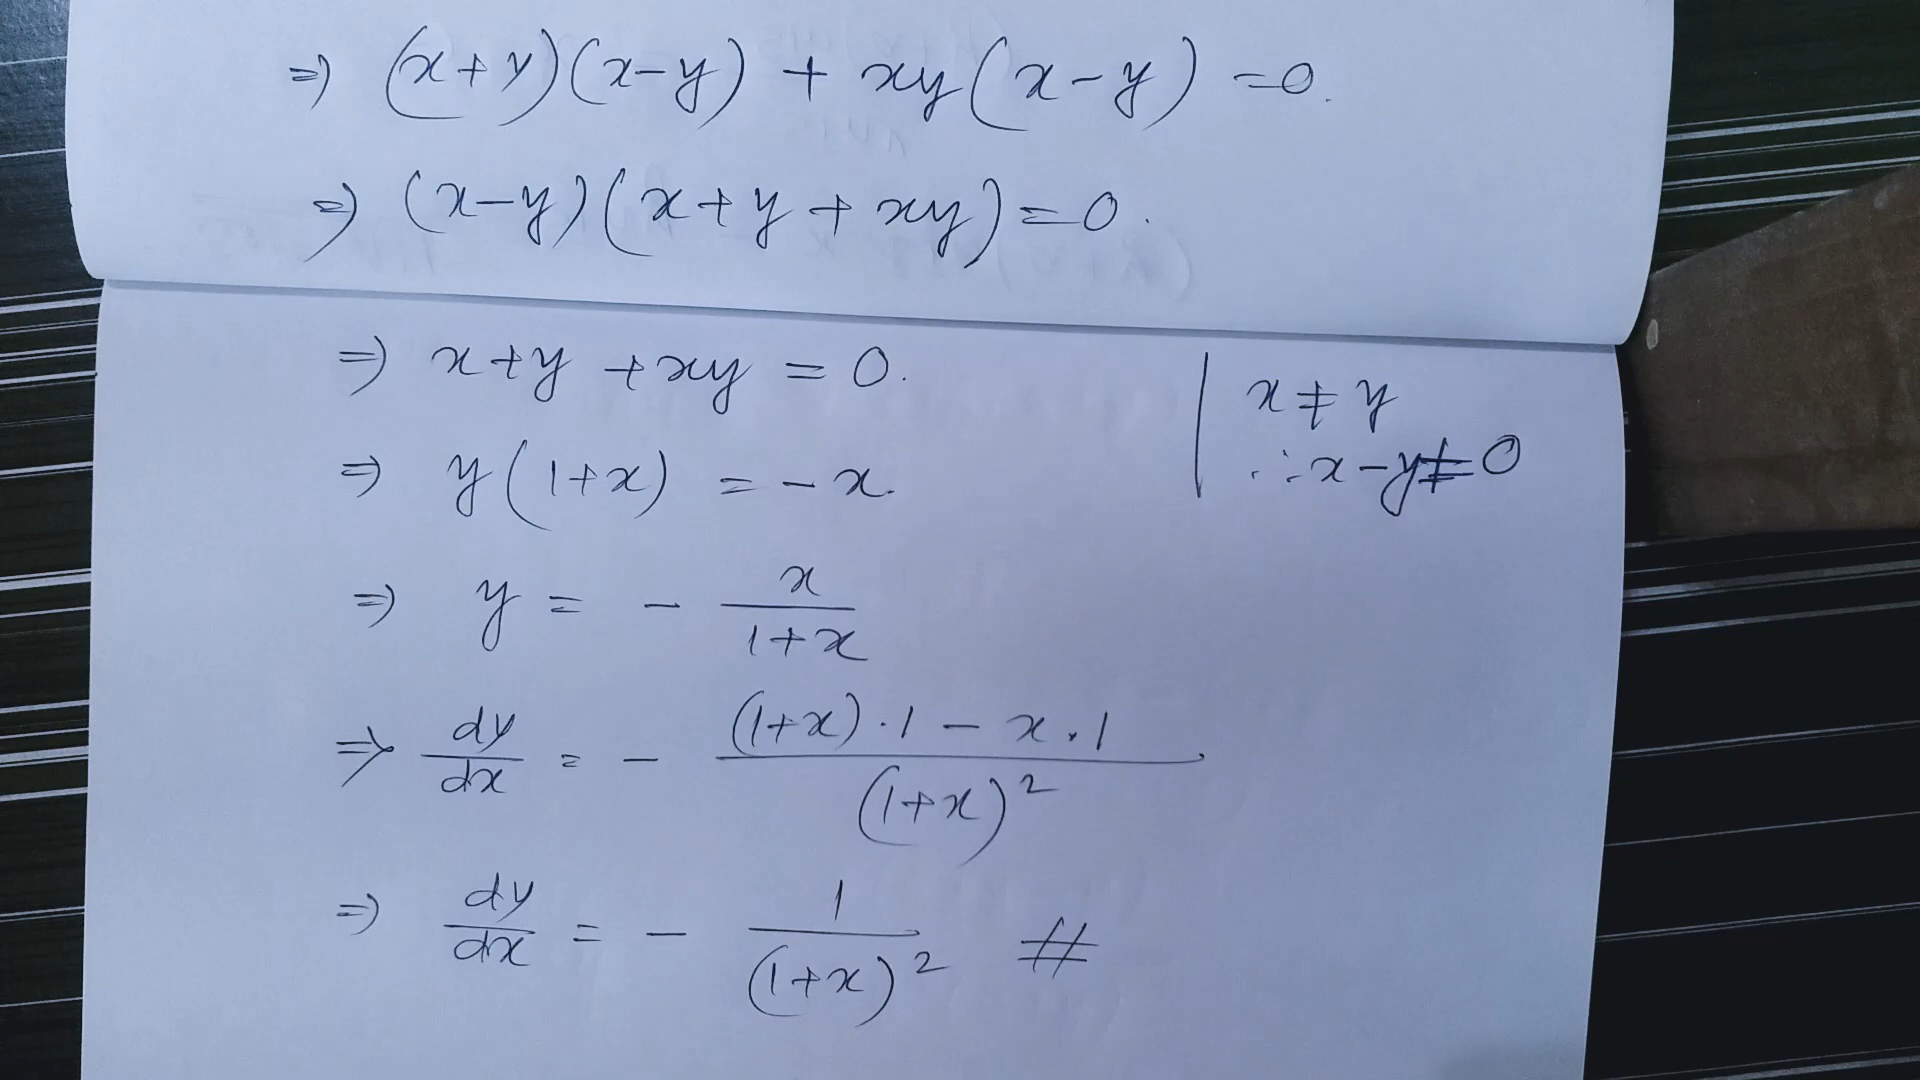 ⇒ (x+y)(x-y) + xy(x-y) = 0.
⇒ (x-y)(x+y+xy) = 0.
⇒ x+y+xy = 0.
x ≠ y
⇒ y(1+x) = -x.
∴ x-y ≠ 0
⇒ y = - x/(1+x)
⇒ dy/dx = - ((1+x).1 - x.1)/(1+x)²
⇒ dy/dx = - 1/(1+x)² #